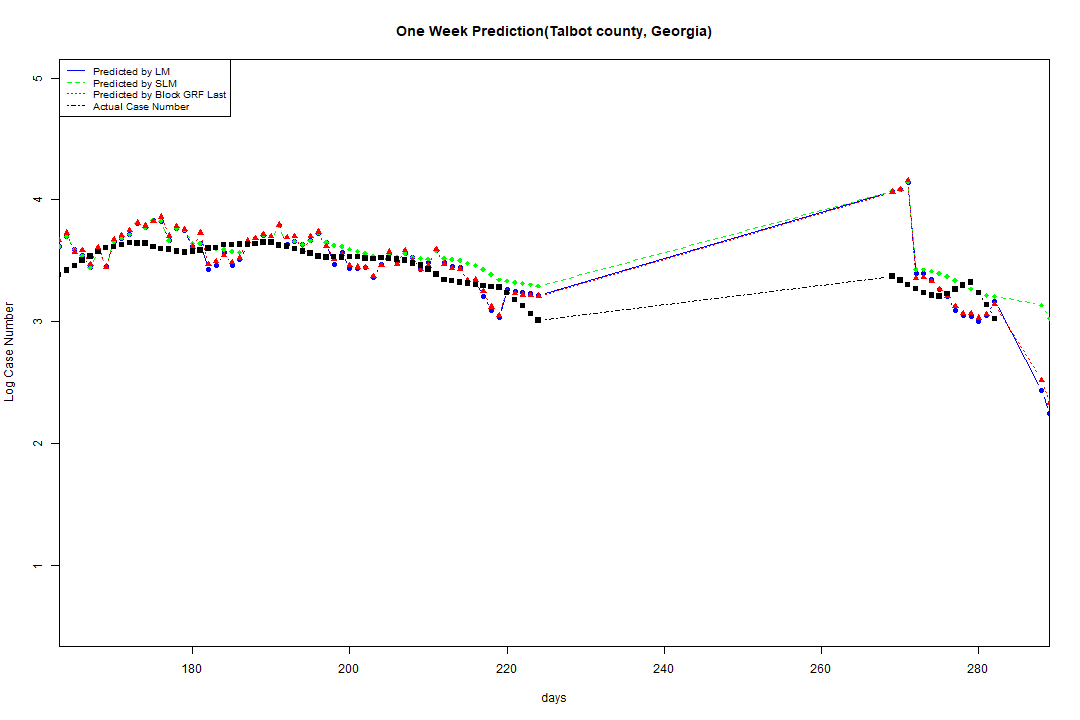 One Week Prediction(Talbot county, Georgia)
Predicted by LM
Predicted by SLM
Predicted by Block GRF Last
Actual Case Number
5
4
3
2
1
Log Case Number
180 200 220 240 260 280
days